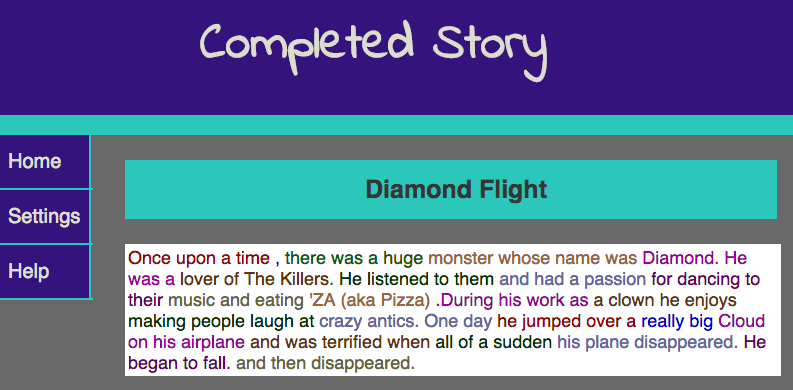 Completed Story
Home
Settings
Help
Diamond Flight
Once upon a time , there was a huge monster whose name was Diamond. He
was a lover of The Killers. He listened to them and had a passion for dancing to
their music and eating 'ZA (aka Pizza) .During his work as a clown he enjoys
making people laugh at crazy antics. One day he jumped over a really big Cloud
on his airplane and was terrified when all of a sudden his plane disappeared. He
began to fall. and then disappeared.